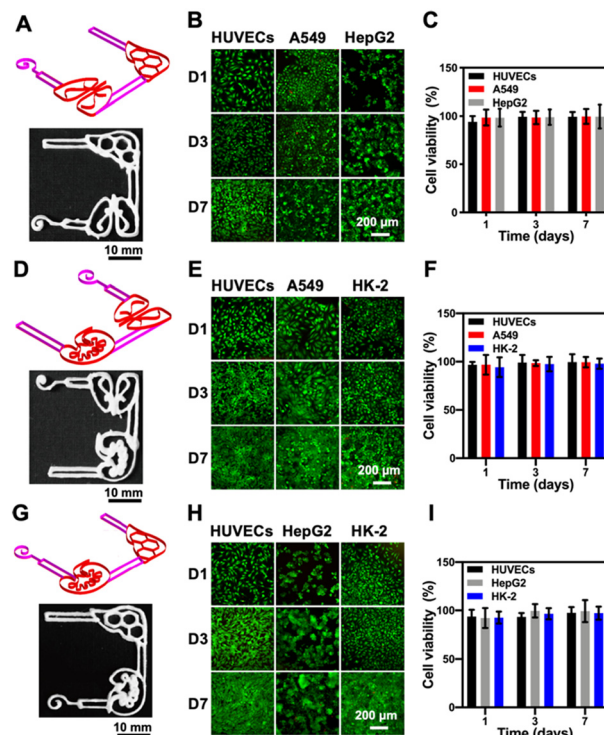 A
10 mm
B
HUVECs A549 HepG2
D1
D3
D7
200 µm
C
HUVECs
A549
HepG2
Cell viability (%)
150
100
50
0
1 3 7
Time (days)
D
10 mm
E
HUVECs A549 HK-2
D1
D3
D7
200 µm
F
HUVECs
A549
HK-2
Cell viability (%)
150
100
50
0
1 3 7
Time (days)
G
10 mm
H
HUVECs HepG2 HK-2
D1
D3
D7
200 µm
I
HUVECs
HepG2
HK-2
Cell viability (%)
150
100
50
0
1 3 7
Time (days)